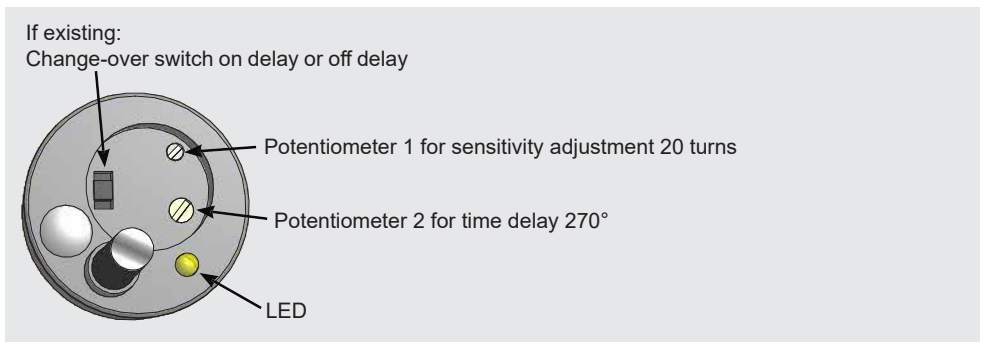 If existing:
Change-over switch on delay or off delay
Potentiometer 1 for sensitivity adjustment 20 turns
Potentiometer 2 for time delay 270°
LED